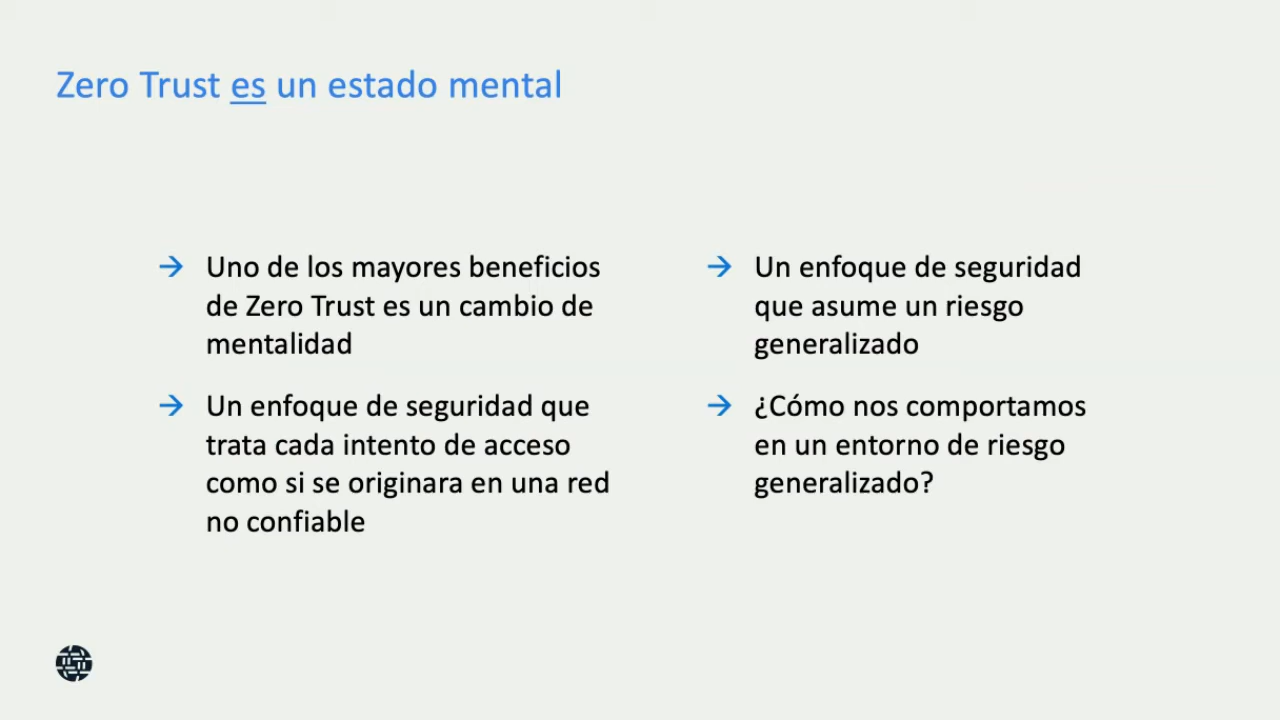 Zero Trust es un estado mental
Uno de los mayores beneficios
de Zero Trust es un cambio de
mentalidad
Un enfoque de seguridad que
trata cada intento de acceso
como si se originara en una red
no confiable
Un enfoque de seguridad
que asume un riesgo
generalizado
¿Cómo nos comportamos
en un entorno de riesgo
generalizado?